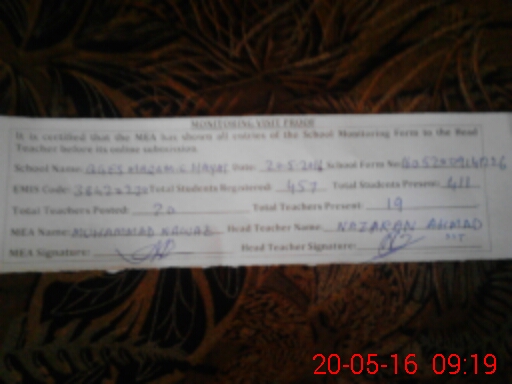 MONITORING VISIT PROOF
It is certified that the MEA has shown all entries of the School Monitoring Form to the Head
Teacher before its online submission.
School Name: Date: 20.5.2016 School Form No:
EMIS Code: Total Students Registered: 457 Total Students Present: 411
Total Teachers Posted: 20 Total Teachers Present: 19
MEA Name: MUHAMMAD NAWAZ Head Teacher Name: NAZARAN AHMAD
MEA Signature: Head Teacher Signature:
20-05-16 09:19